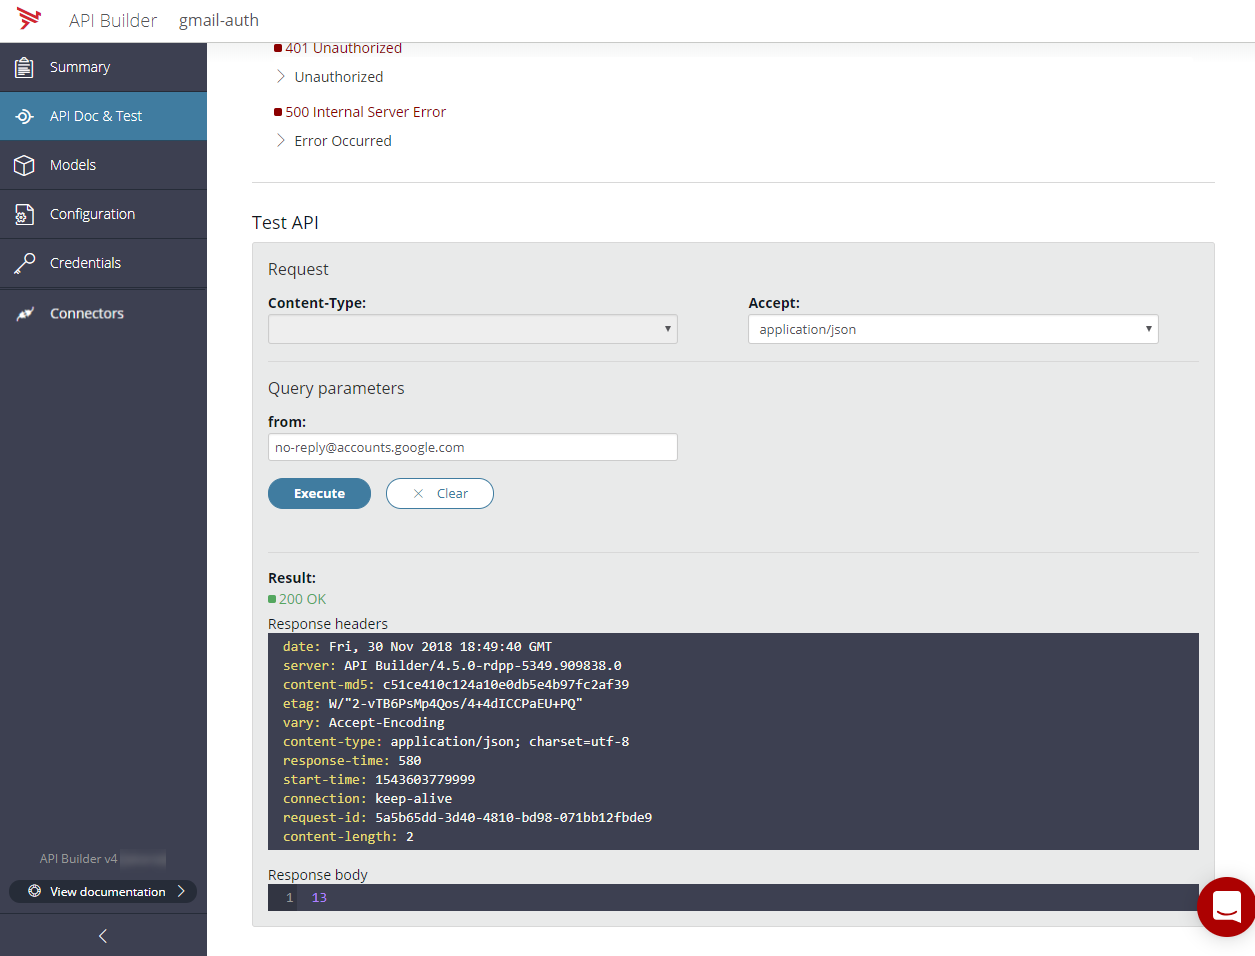 API Builder gmail-auth
Summary
API Doc & Test
Models
Configuration
Credentials
Connectors
API Builder v4
View documentation
401 Unauthorized
Unauthorized
500 Internal Server Error
Error Occurred
Test API
Request
Content-Type: Accept:
application/json
Query parameters
from:
no-reply@accounts.google.com
Execute Clear
Result:
200 OK
Response headers
date: Fri, 30 Nov 2018 18:49:40 GMT
server: API Builder/4.5.0-rdpp-5349.909838.0
content-md5: c51ce410c124a10e0db5e4b97fc2af39
etag: W/"2-vTB6PsMp4Qos/4+4dICCPaEU+PQ"
vary: Accept-Encoding
content-type: application/json; charset=utf-8
response-time: 580
start-time: 1543603779999
connection: keep-alive
request-id: 5a5b65dd-3d40-4810-bd98-071bb12fbde9
content-length: 2
Response body
1 13